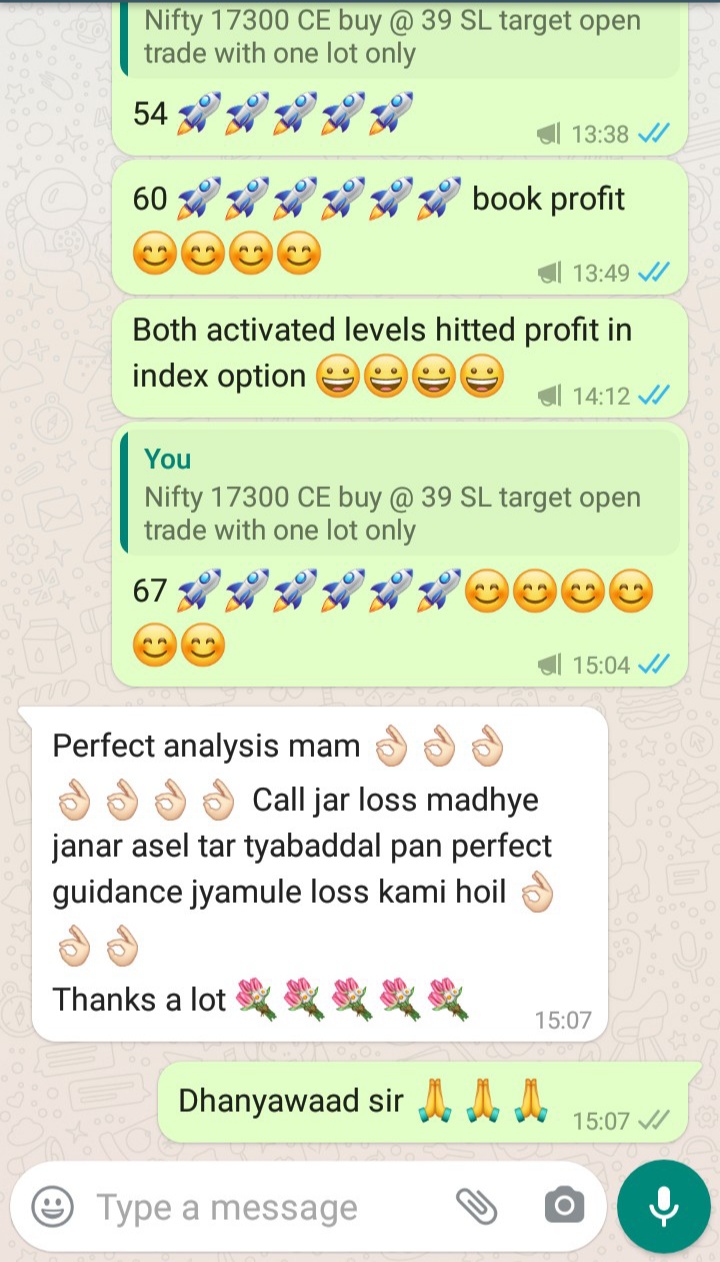 Nifty 17300 CE buy @ 39 SL target open
trade with one lot only
54 🚀🚀🚀🚀🚀
13:38
60 🚀🚀🚀🚀🚀🚀 book profit
😊😊😊😊
13:49
Both activated levels hitted profit in
index option 😀😀😀😀
14:12
You
Nifty 17300 CE buy @ 39 SL target open
trade with one lot only
67 🚀🚀🚀🚀🚀🚀😊😊😊😊
😊😊
15:04
Perfect analysis mam 👌🏻👌🏻👌🏻
👌🏻👌🏻👌🏻👌🏻 Call jar loss madhye
janar asel tar tyabaddal pan perfect
guidance jyamule loss kami hoil 👌🏻
👌🏻👌🏻
Thanks a lot 💐💐💐💐💐
15:07
Dhanyawaad sir 🙏🙏🙏
15:07
Type a message